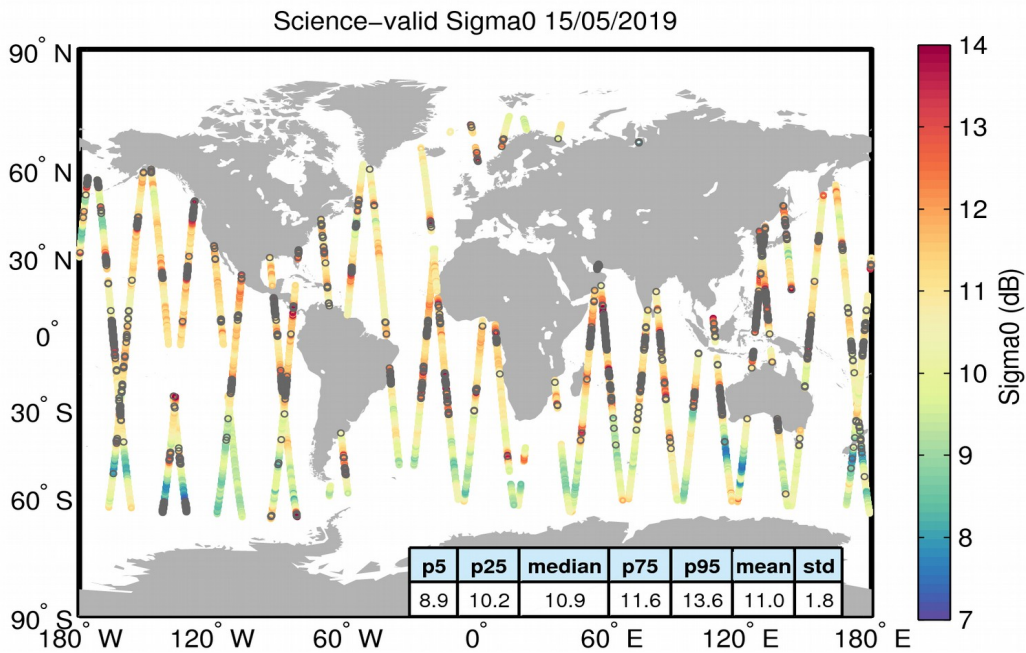 Science−valid Sigma0 15/05/2019
90° N
60° N
30° N
0°
30° S
60° S
90° S
180° W
120° W
60° W
0°
60° E
120° E
180° E
p5 p25 median p75 p95 mean std
8.9 10.2 10.9 11.6 13.6 11.0 1.8
14
13
12
11
10
9
8
7
Sigma0 (dB)